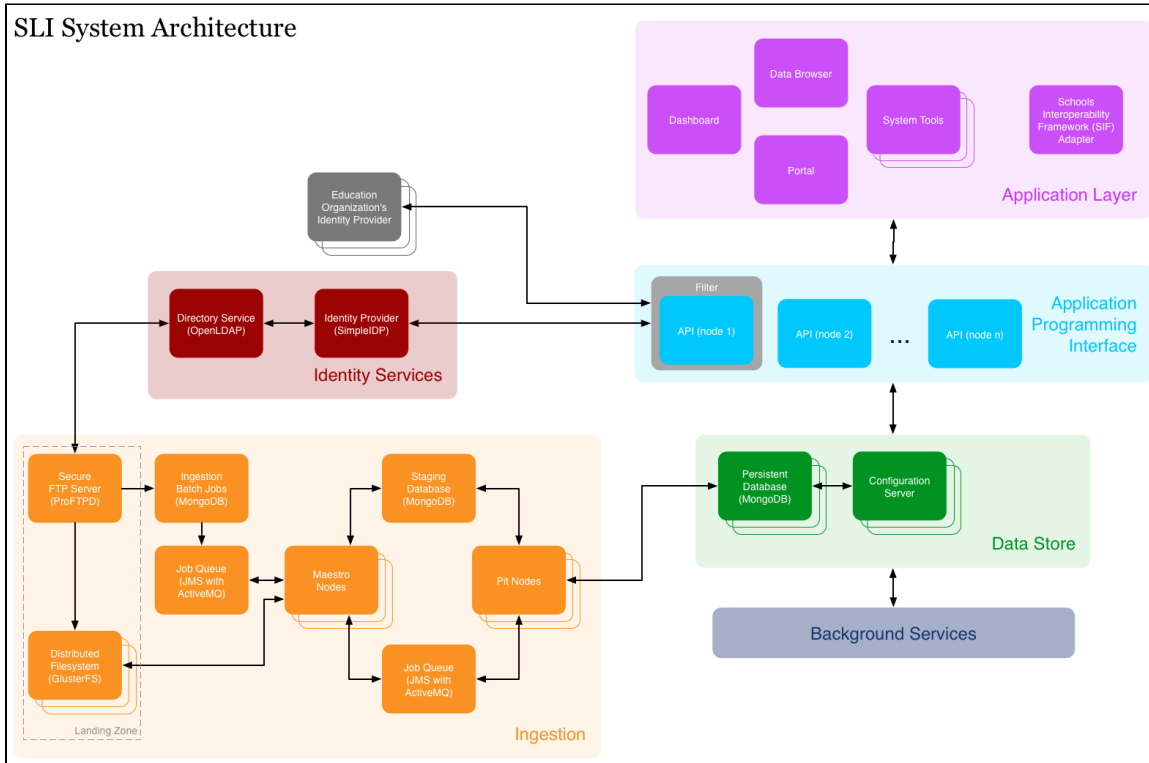 SLI System Architecture
Data Browser
Dashboard
System Tools
Schools
Interoperability
Framework (SIF)
Adapter
Portal
Application Layer
Education
Organization's
Identity Provider
Filter
API (node 1)
API (node 2)
...
API (node n)
Application
Programming
Interface
Directory Service
(OpenLDAP)
Identity Provider
(SimpleIDP)
Identity Services
Secure
FTP Server
(ProFTPD)
Ingestion
Batch Jobs
(MongoDB)
Staging
Database
(MongoDB)
Job Queue
(JMS with
ActiveMQ)
Maestro
Nodes
Pit Nodes
Distributed
Filesystem
(GlusterFS)
Job Queue
(JMS with
ActiveMQ)
Landing Zone
Ingestion
Persistent
Database
(MongoDB)
Configuration
Server
Data Store
Background Services